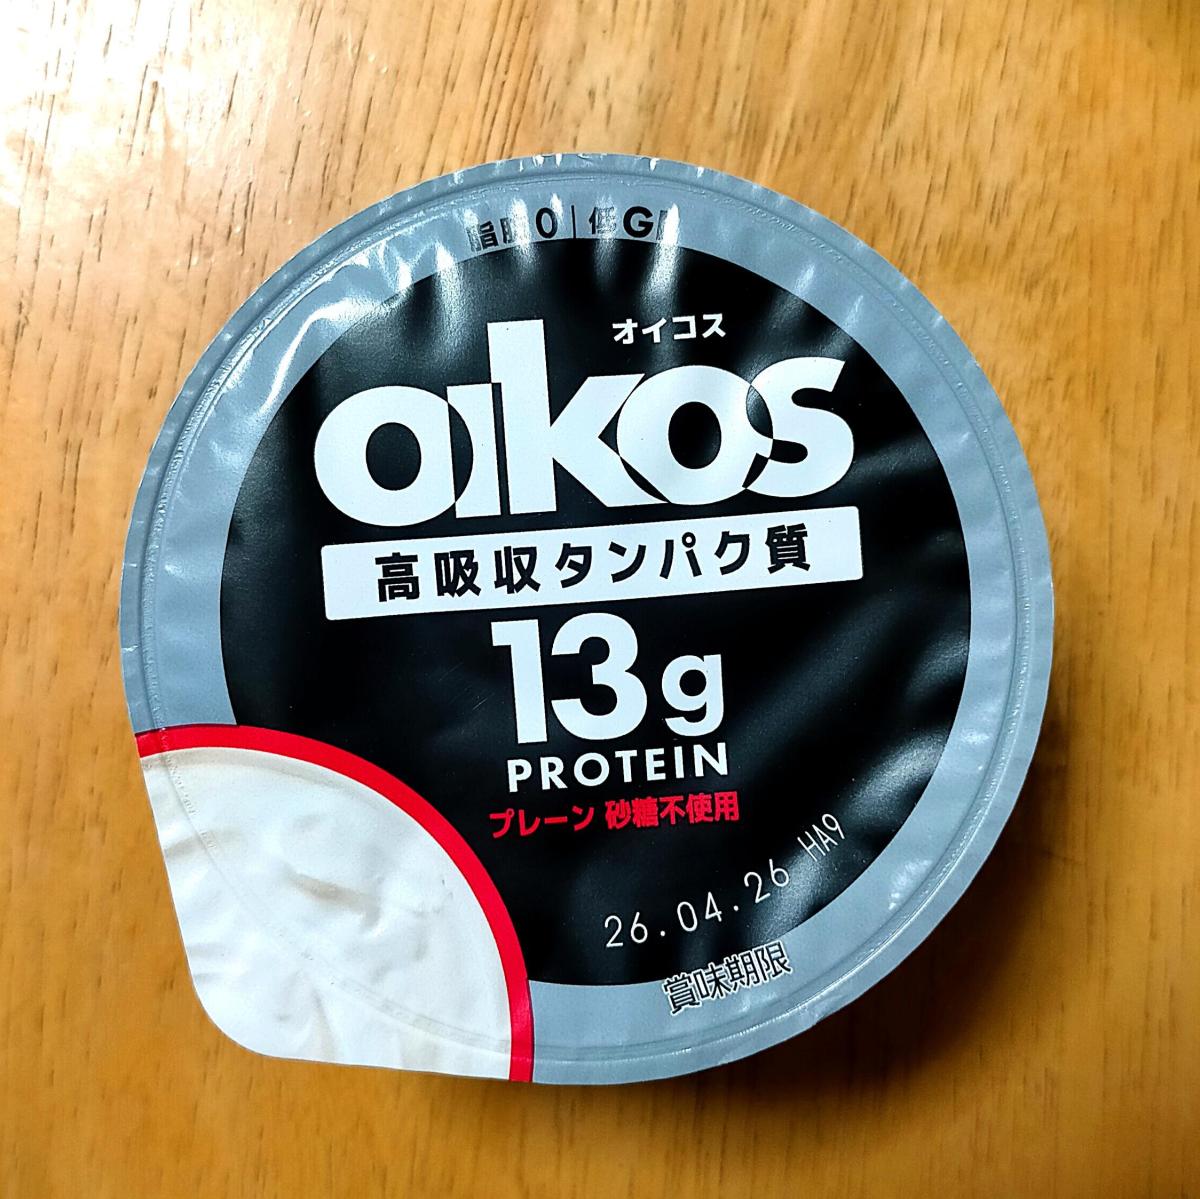 脂肪0|低GI
オイコス
oikos
高吸収タンパク質
13g
PROTEIN
プレーン 砂糖不使用
26.04.26 HA9
賞味期限